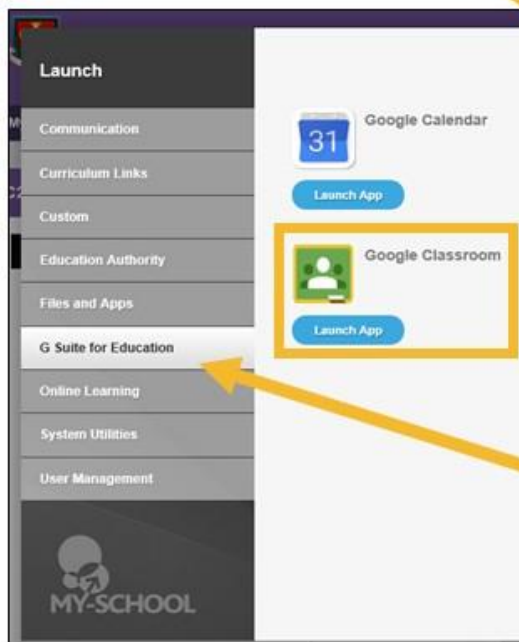 Launch
Communication
Curriculum Links
Custom
Education Authority
Files and Apps
G Suite for Education
Online Learning
System Utilities
User Management
MY-SCHOOL
31
Google Calendar
Launch App
Google Classroom
Launch App